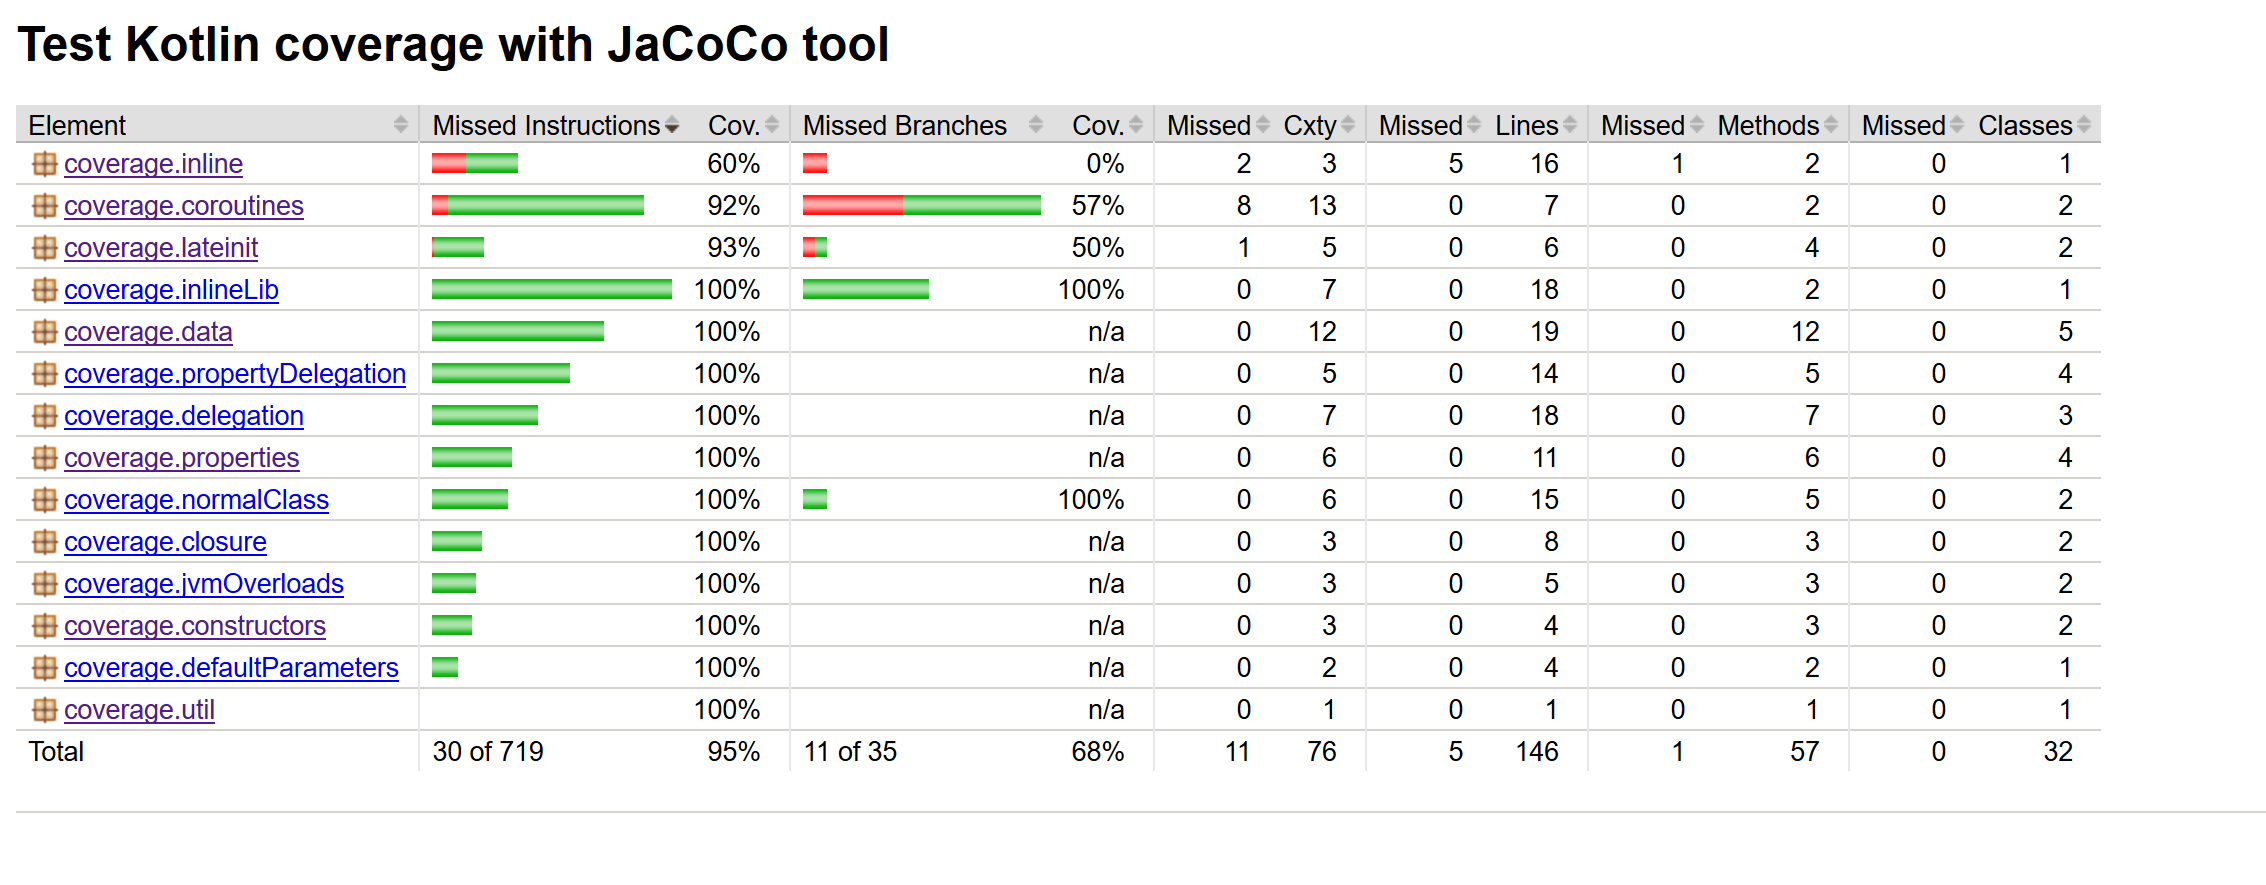 Test Kotlin coverage with JaCoCo tool
Element Missed Instructions Cov. Missed Branches Cov. Missed Cxty Missed Lines Missed Methods Missed Classes
coverage.inline 60% 0% 2 3 5 16 1 2 0 1
coverage.coroutines 92% 57% 8 13 0 7 0 2 0 2
coverage.lateinit 93% 50% 1 5 0 6 0 4 0 2
coverage.inlineLib 100% 100% 0 7 0 18 0 2 0 1
coverage.data 100% n/a 0 12 0 19 0 12 0 5
coverage.propertyDelegation 100% n/a 0 5 0 14 0 5 0 4
coverage.delegation 100% n/a 0 7 0 18 0 7 0 3
coverage.properties 100% n/a 0 6 0 11 0 6 0 4
coverage.normalClass 100% 100% 0 6 0 15 0 5 0 2
coverage.closure 100% n/a 0 3 0 8 0 3 0 2
coverage.jvmOverloads 100% n/a 0 3 0 5 0 3 0 2
coverage.constructors 100% n/a 0 3 0 4 0 3 0 2
coverage.defaultParameters 100% n/a 0 2 0 4 0 2 0 1
coverage.util 100% n/a 0 1 0 1 0 1 0 1
Total 30 of 719 95% 11 of 35 68% 11 76 5 146 1 57 0 32